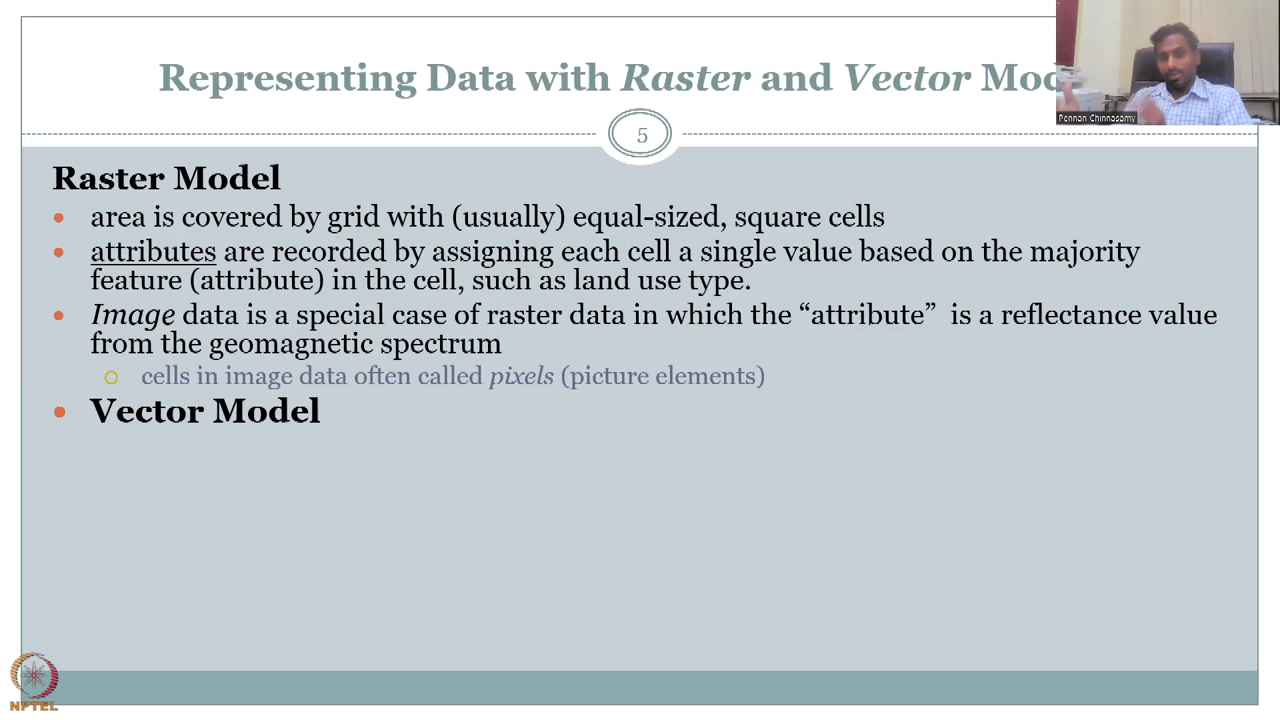 Representing Data with Raster and Vector Mod
Pennan Chinnasamy
5
Raster Model
• area is covered by grid with (usually) equal-sized, square cells
• attributes are recorded by assigning each cell a single value based on the majority
feature (attribute) in the cell, such as land use type.
• Image data is a special case of raster data in which the “attribute” is a reflectance value
from the geomagnetic spectrum
○ cells in image data often called pixels (picture elements)
• Vector Model
NPTEL